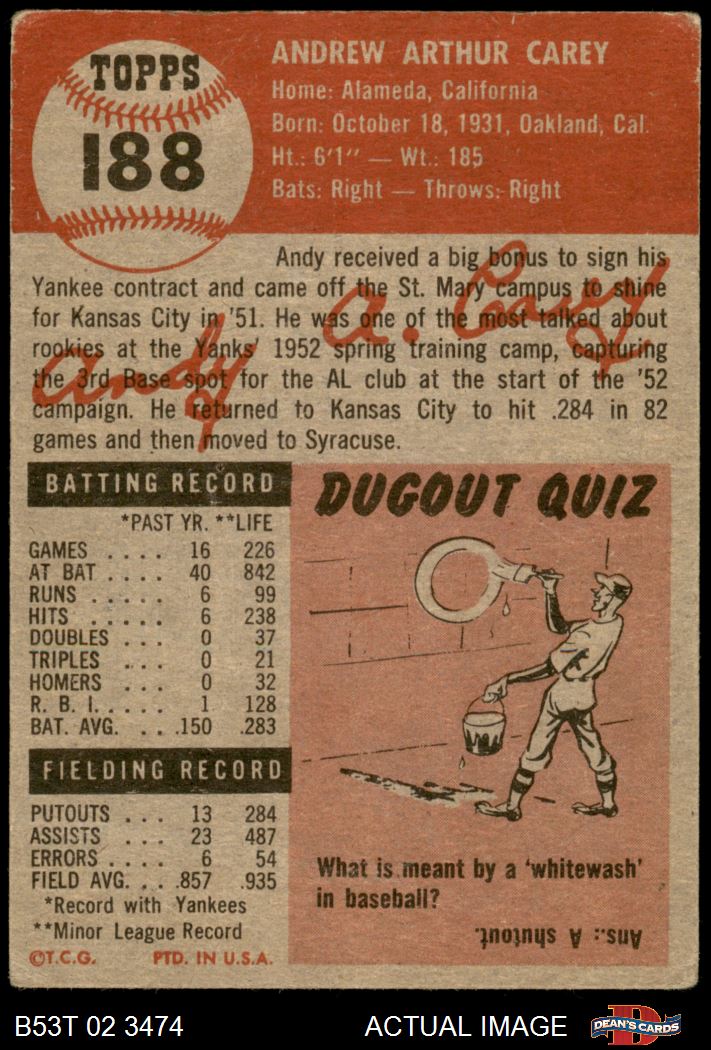 TOPPS
188
ANDREW ARTHUR CAREY
Home: Alameda, California
Born: October 18, 1931, Oakland, Cal.
Ht.: 6'1" — Wt.: 185
Bats: Right — Throws: Right
Andy received a big bonus to sign his
Yankee contract and came off the St. Mary campus to shine
for Kansas City in '51. He was one of the most talked about
rookies at the Yanks' 1952 spring training camp, capturing
the 3rd Base spot for the AL club at the start of the '52
campaign. He returned to Kansas City to hit .284 in 82
games and then moved to Syracuse.
Andy A. Carey
BATTING RECORD
*PAST YR. **LIFE
GAMES .... 16 226
AT BAT .... 40 842
RUNS ..... 6 99
HITS ..... 6 238
DOUBLES ... 0 37
TRIPLES ... 0 21
HOMERS ... 0 32
R. B. I. .... 1 128
BAT. AVG. .. .150 .283
FIELDING RECORD
PUTOUTS ... 13 284
ASSISTS ... 23 487
ERRORS .... 6 54
FIELD AVG. .. .857 .935
*Record with Yankees
**Minor League Record
©T.C.G. PTD. IN U.S.A.
DUGOUT QUIZ
What is meant by a 'whitewash'
in baseball?
Ans.: A shutout.
B53T 02 3474 ACTUAL IMAGE
D
DEAN'S CARDS